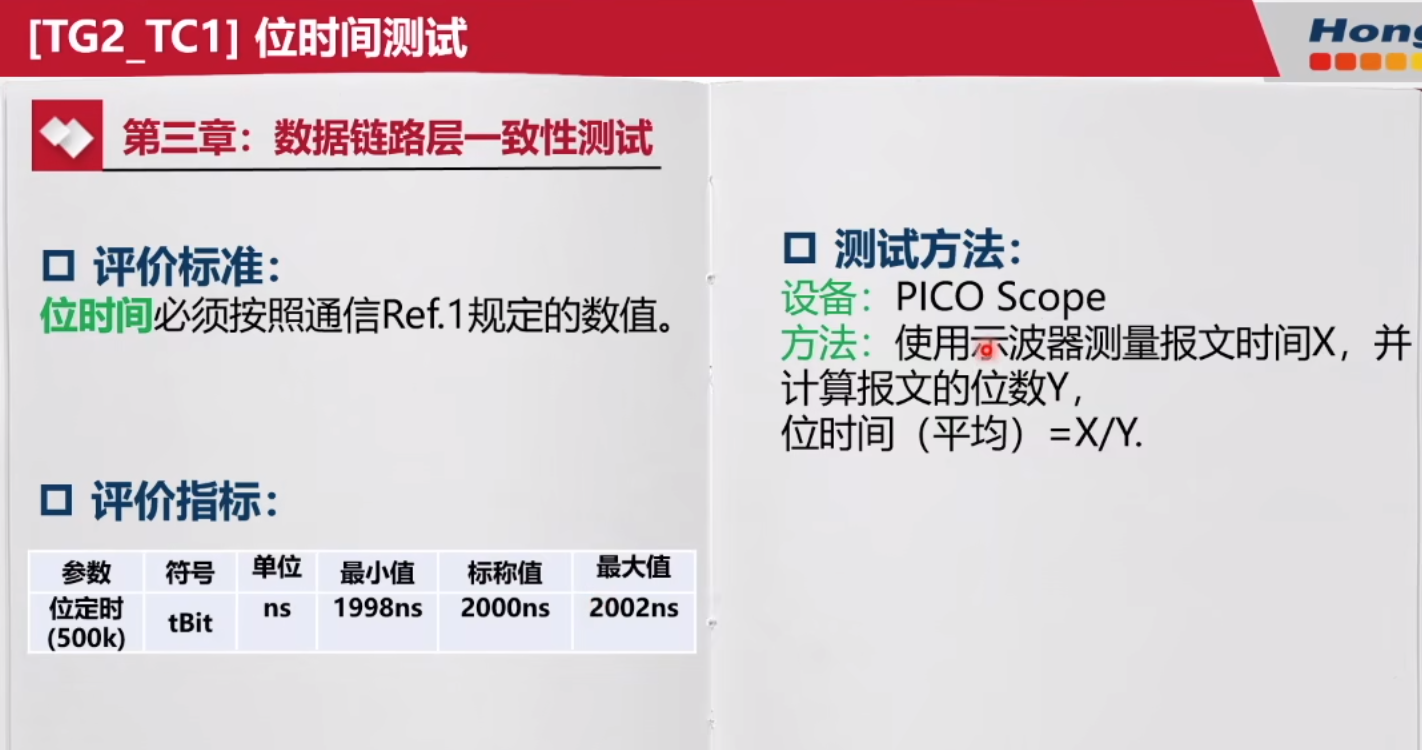 [TG2_TC1] 位时间测试
Hong
第三章：数据链路层一致性测试
评价标准：
位时间必须按照通信Ref.1规定的数值。
评价指标：
参数 符号 单位 最小值 标称值 最大值
位定时(500k) tBit ns 1998ns 2000ns 2002ns
测试方法：
设备：PICO Scope
方法：使用示波器测量报文时间X，并
计算报文的位数Y，
位时间（平均）=X/Y.